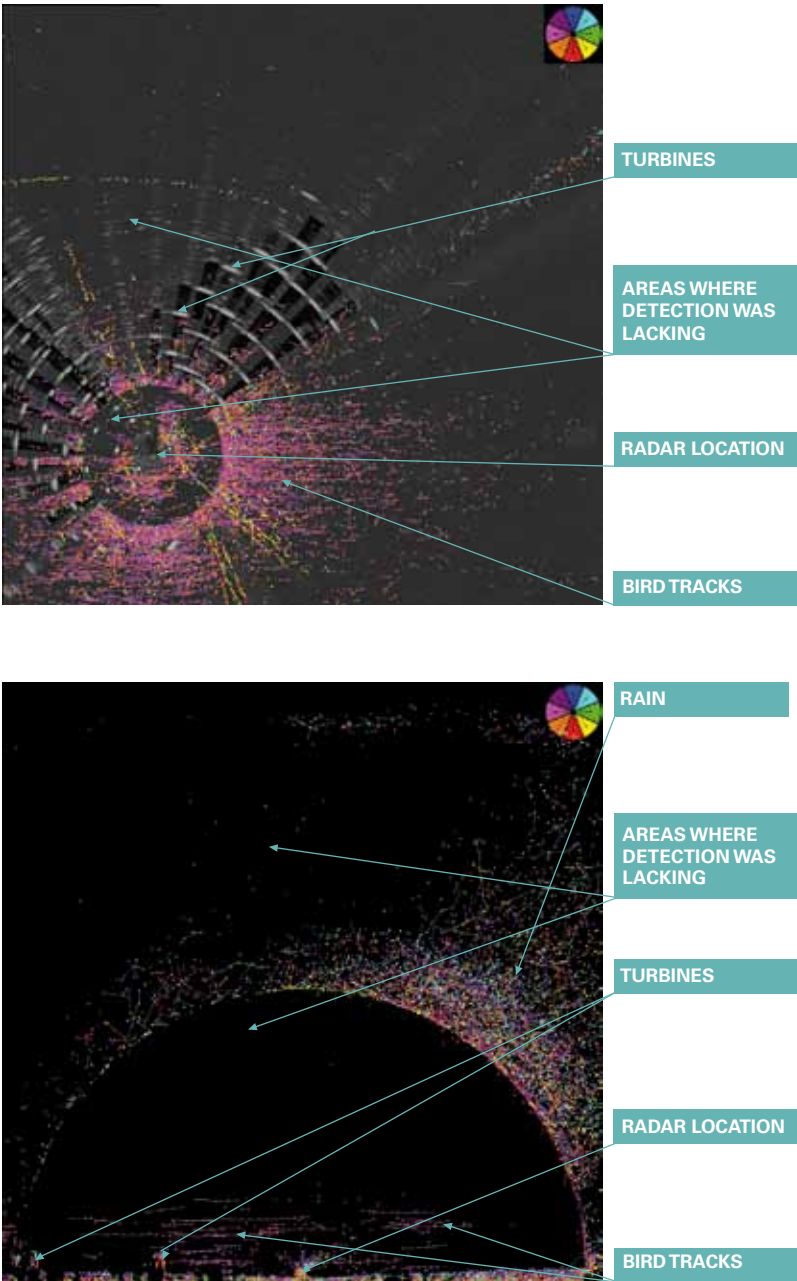 TURBINES
AREAS WHERE
DETECTION WAS
LACKING
RADAR LOCATION
BIRD TRACKS
RAIN
AREAS WHERE
DETECTION WAS
LACKING
TURBINES
RADAR LOCATION
BIRD TRACKS